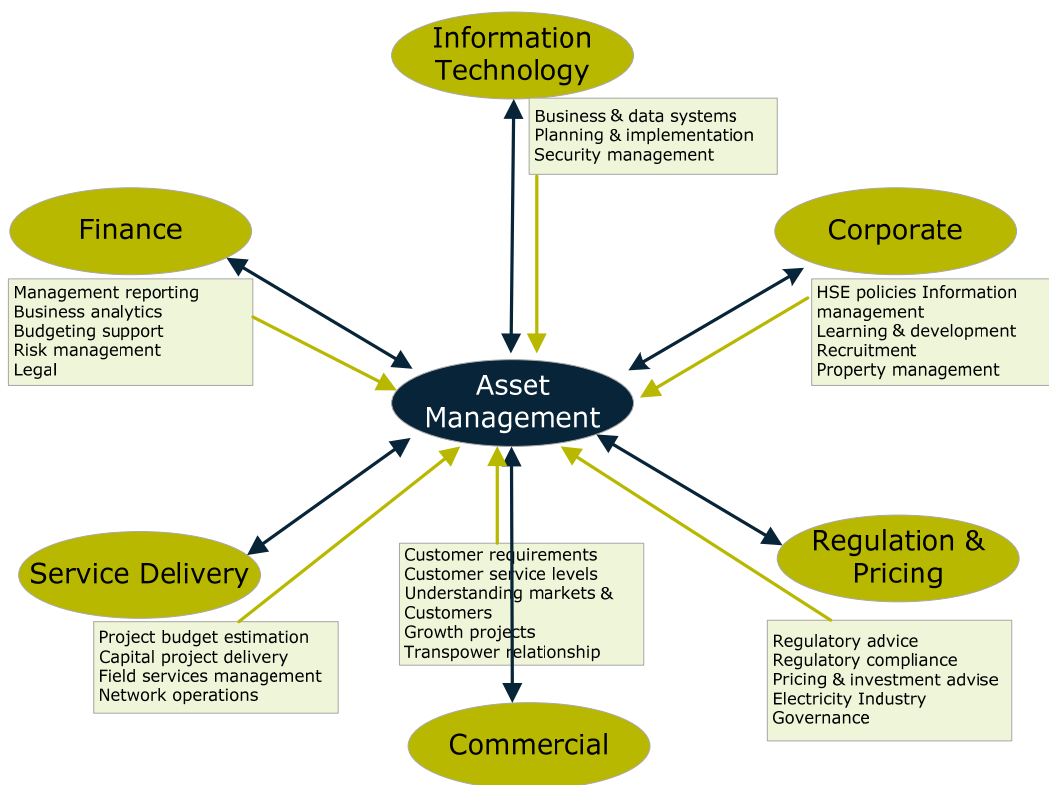 Information
Technology
Business & data systems
Planning & implementation
Security management
Finance
Management reporting
Business analytics
Budgeting support
Risk management
Legal
Corporate
HSE policies Information
management
Learning & development
Recruitment
Property management
Asset
Management
Service Delivery
Project budget estimation
Capital project delivery
Field services management
Network operations
Customer requirements
Customer service levels
Understanding markets &
Customers
Growth projects
Transpower relationship
Commercial
Regulation &
Pricing
Regulatory advice
Regulatory compliance
Pricing & investment advise
Electricity Industry
Governance